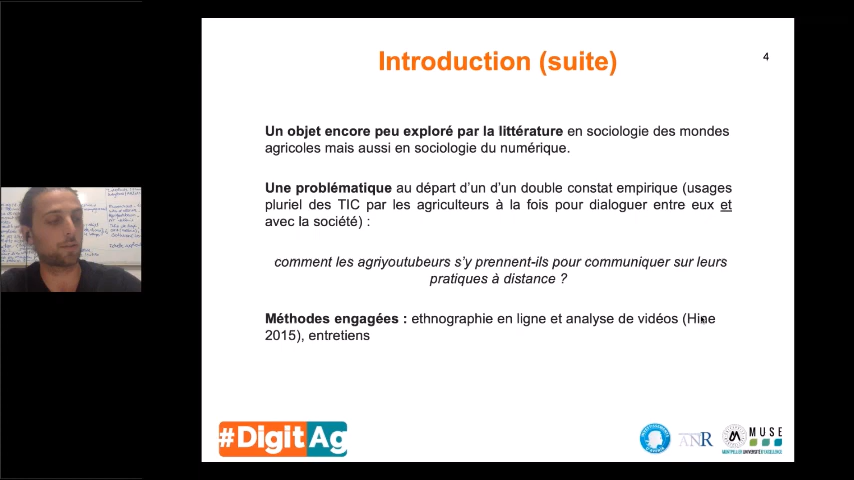 Introduction (suite)
4
Un objet encore peu exploré par la littérature en sociologie des mondes
agricoles mais aussi en sociologie du numérique.
Une problématique au départ d'un d'un double constat empirique (usages
pluriel des TIC par les agriculteurs à la fois pour dialoguer entre eux et
avec la société) :
comment les agriyoutubeurs s'y prennent-ils pour communiquer sur leurs
pratiques à distance ?
Méthodes engagées : ethnographie en ligne et analyse de vidéos (Hine
2015), entretiens
#DigitAg
ANR
MUSE
MONTPELLIER UNIVERSITÉ D'EXCELLENCE